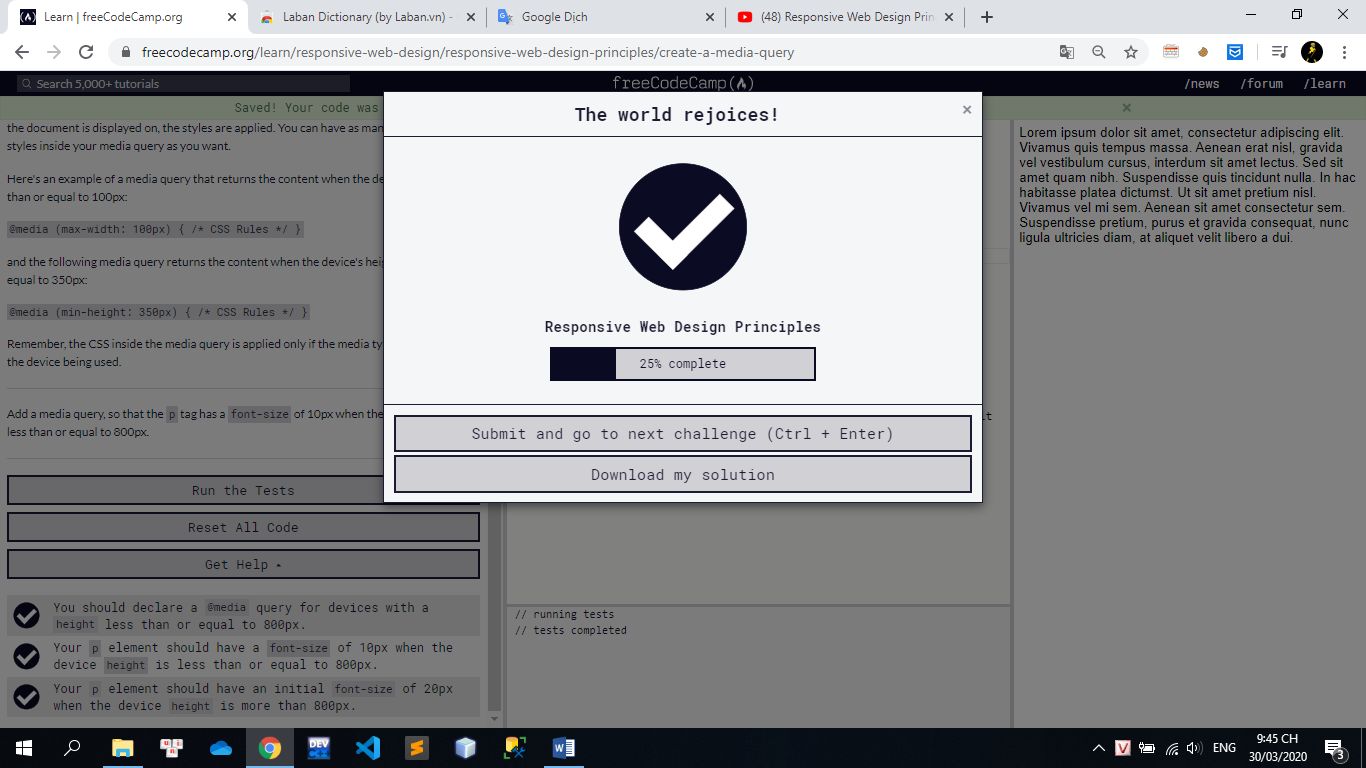 Learn | freeCodeCamp.org
Laban Dictionary (by Laban.vn) -
Google Dịch
(48) Responsive Web Design Prin
freecodecamp.org/learn/responsive-web-design/responsive-web-design-principles/create-a-media-query
Search 5,000+ tutorials
freeCodeCamp
/news
/forum
/learn
Saved! Your code was
the document is displayed on, the styles are applied. You can have as man
styles inside your media query as you want.
Here's an example of a media query that returns the content when the de
than or equal to 100px:
@media (max-width: 100px) { /* CSS Rules */ }
and the following media query returns the content when the device's heig
equal to 350px:
@media (min-height: 350px) { /* CSS Rules */ }
Remember, the CSS inside the media query is applied only if the media ty
the device being used.
Add a media query, so that the p tag has a font-size of 10px when the
less than or equal to 800px.
Run the Tests
Reset All Code
Get Help
You should declare a @media query for devices with a
height less than or equal to 800px.
Your p element should have a font-size of 10px when the
device height is less than or equal to 800px.
Your p element should have an initial font-size of 20px
when the device height is more than 800px.
The world rejoices!
Responsive Web Design Principles
25% complete
Submit and go to next challenge (Ctrl + Enter)
Download my solution
// running tests
// tests completed
Lorem ipsum dolor sit amet, consectetur adipiscing elit.
Vivamus quis tempus massa. Aenean erat nisl, gravida
vel vestibulum cursus, interdum sit amet lectus. Sed sit
amet quam nibh. Suspendisse quis tincidunt nulla. In hac
habitasse platea dictumst. Ut sit amet pretium nisl.
Vivamus vel mi sem. Aenean sit amet consectetur sem.
Suspendisse pretium, purus et gravida consequat, nunc
ligula ultricies diam, at aliquet velit libero a dui.
DEV
C++
ENG
9:45 CH
30/03/2020
3